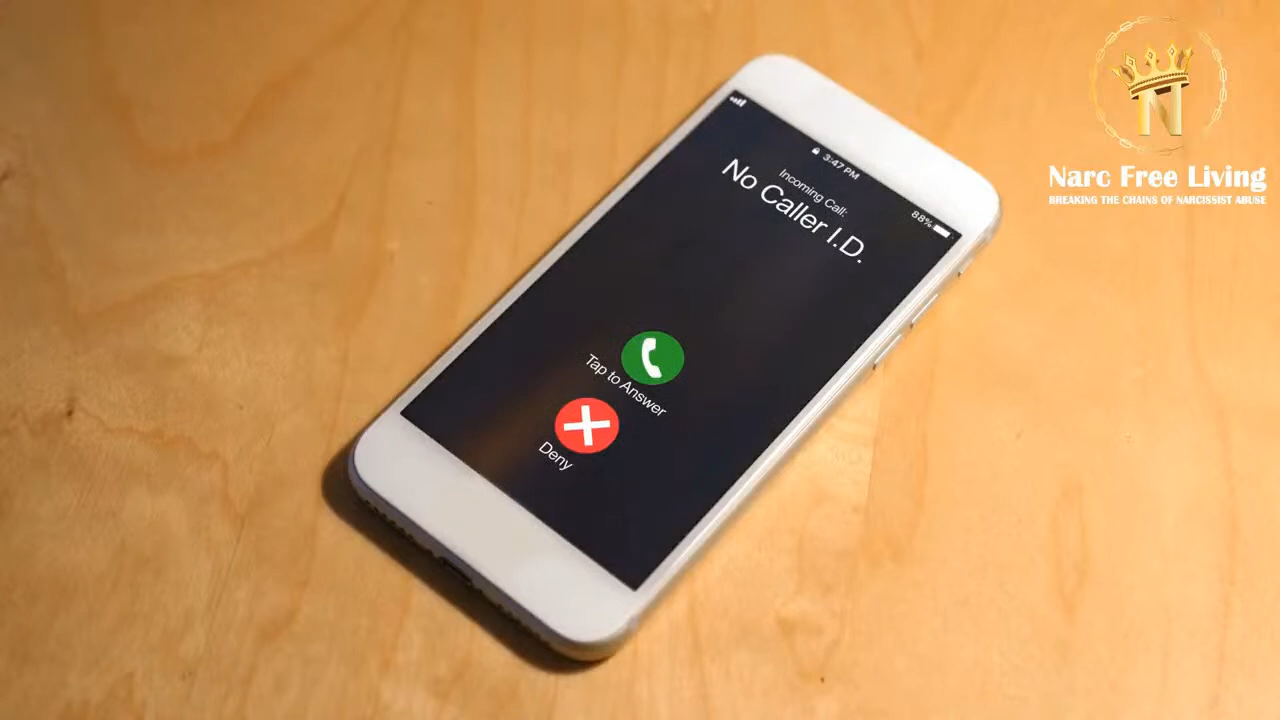 3:47 PM
88%
Incoming Call:
No Caller I.D.
Tap to Answer
Deny
N
Narc Free Living
BREAKING THE CHAINS OF NARCISSIST ABUSE